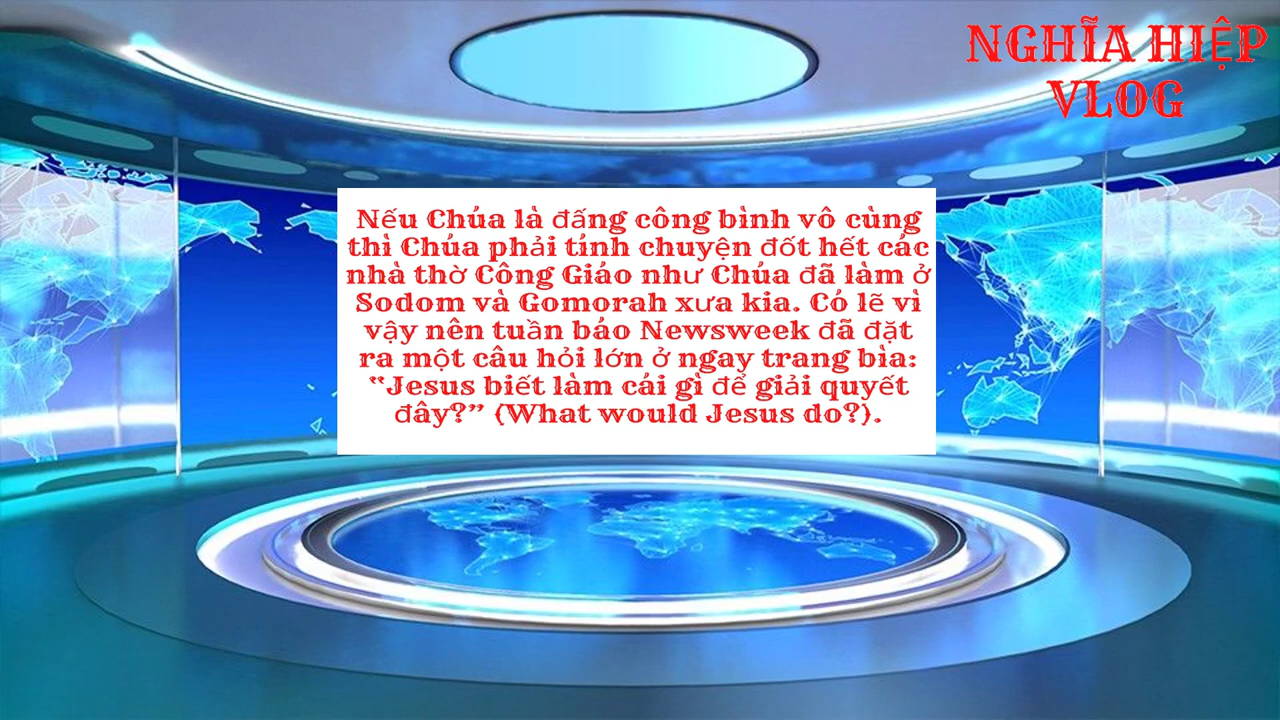 NGHĨA HIỆP
VLOG
Nếu Chúa là đấng công bình vô cùng
thì Chúa phải tính chuyện đốt hết các
nhà thờ Công Giáo như Chúa đã làm ở
Sodom và Gomorah xưa kia. Có lẽ vì
vậy nên tuần báo Newsweek đã đặt
ra một câu hỏi lớn ở ngay trang bìa:
“Jesus biết làm cái gì để giải quyết
đây?” (What would Jesus do?).